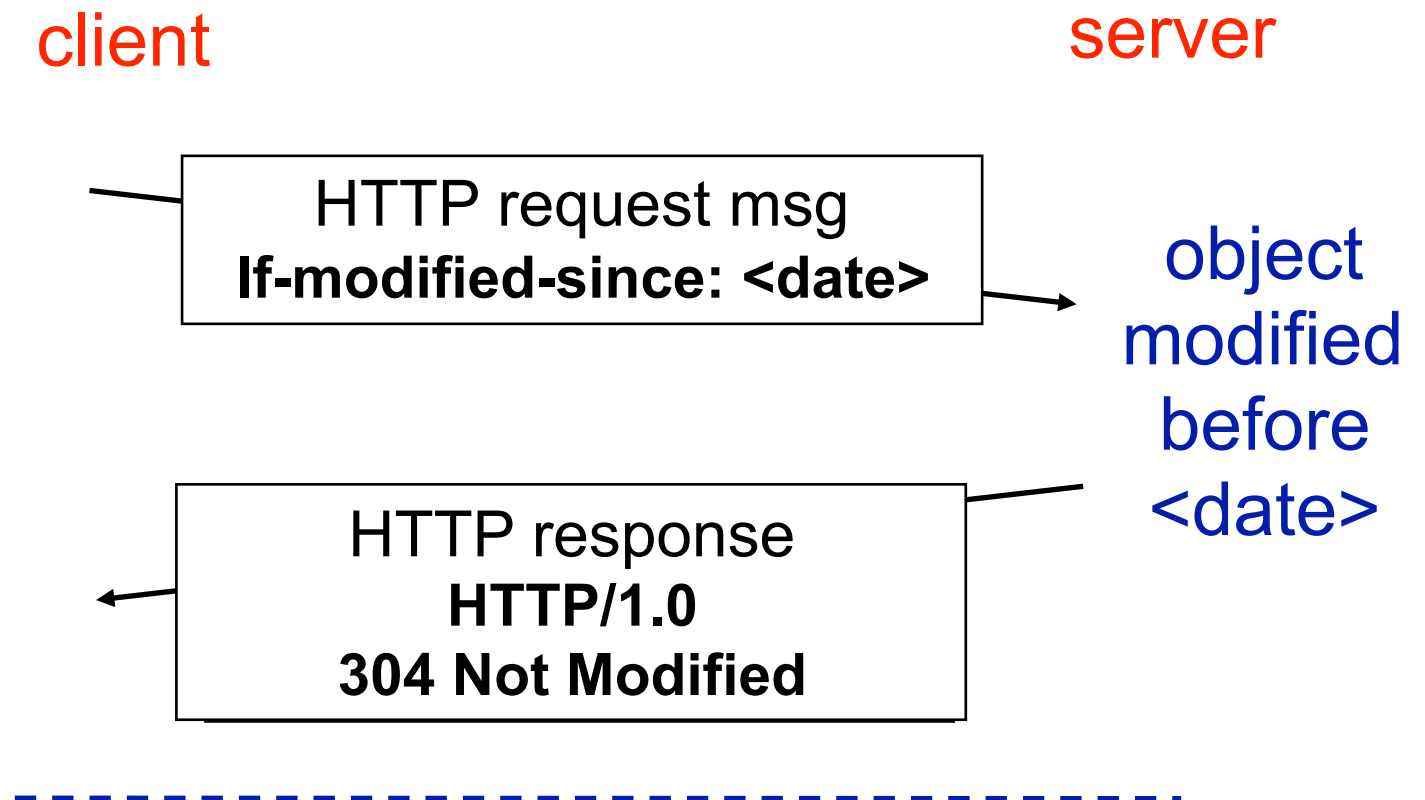 client
server
HTTP request msg
If-modified-since: <date>
object
modified
before
<date>
HTTP response
HTTP/1.0
304 Not Modified